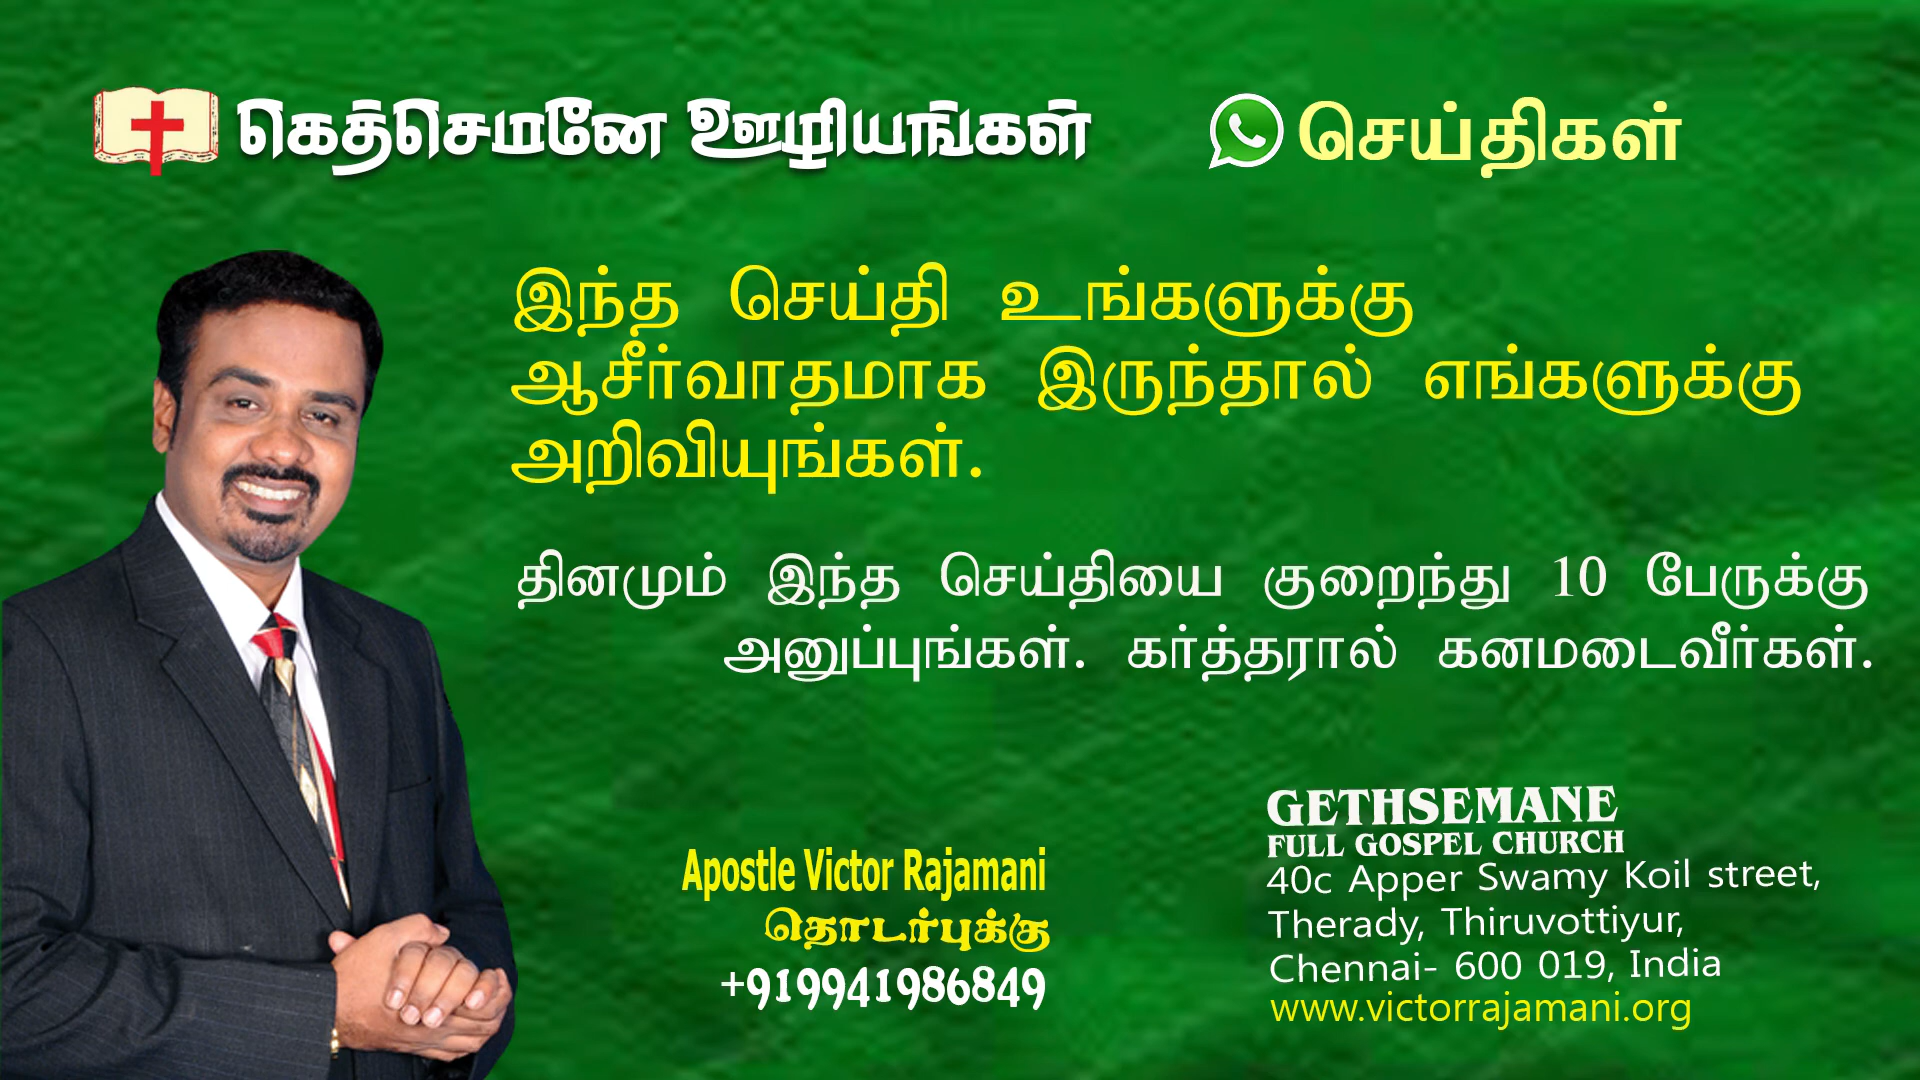 கெத்செமனே ஊழியங்கள்
செய்திகள்
இந்த செய்தி உங்களுக்கு
ஆசீர்வாதமாக இருந்தால் எங்களுக்கு
அறிவியுங்கள்.
தினமும் இந்த செய்தியை குறைந்து 10 பேருக்கு
அனுப்புங்கள். கர்த்தரால் கனமடைவீர்கள்.
Apostle Victor Rajamani
தொடர்புக்கு
+919941986849
GETHSEMANE
FULL GOSPEL CHURCH
40c Apper Swamy Koil street,
Therady, Thiruvottiyur,
Chennai- 600 019, India
www.victorrajamani.org